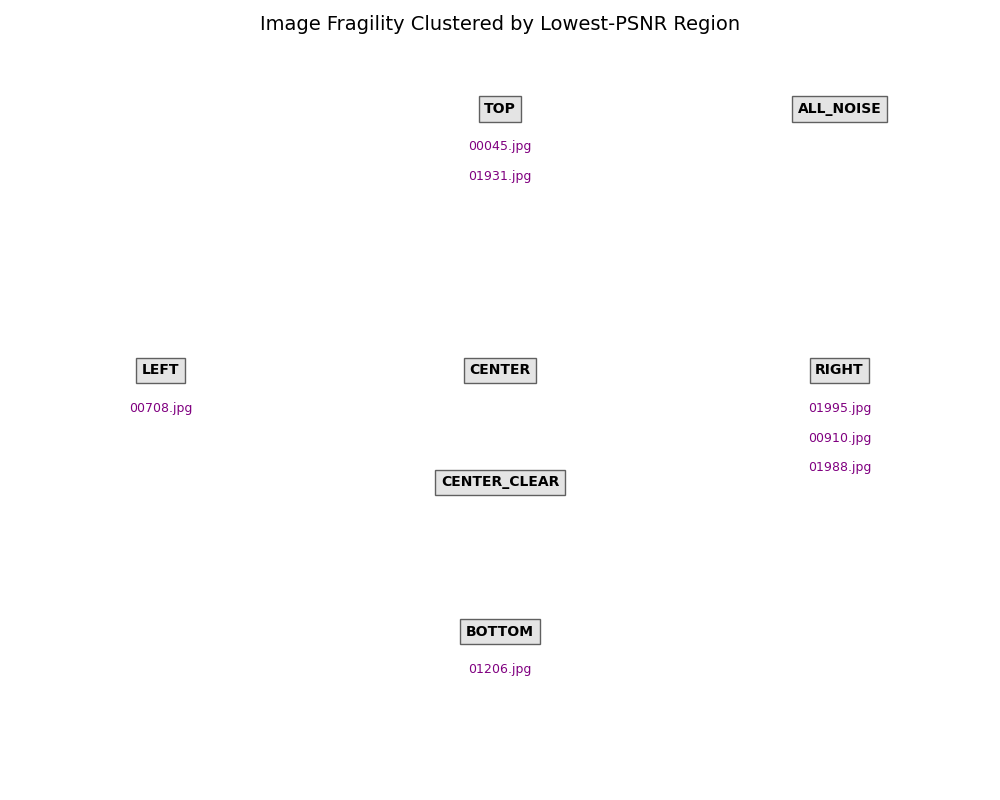 Image Fragility Clustered by Lowest-PSNR Region
TOP
00045.jpg
01931.jpg
ALL_NOISE
LEFT
00708.jpg
CENTER
RIGHT
01995.jpg
00910.jpg
01988.jpg
CENTER_CLEAR
BOTTOM
01206.jpg